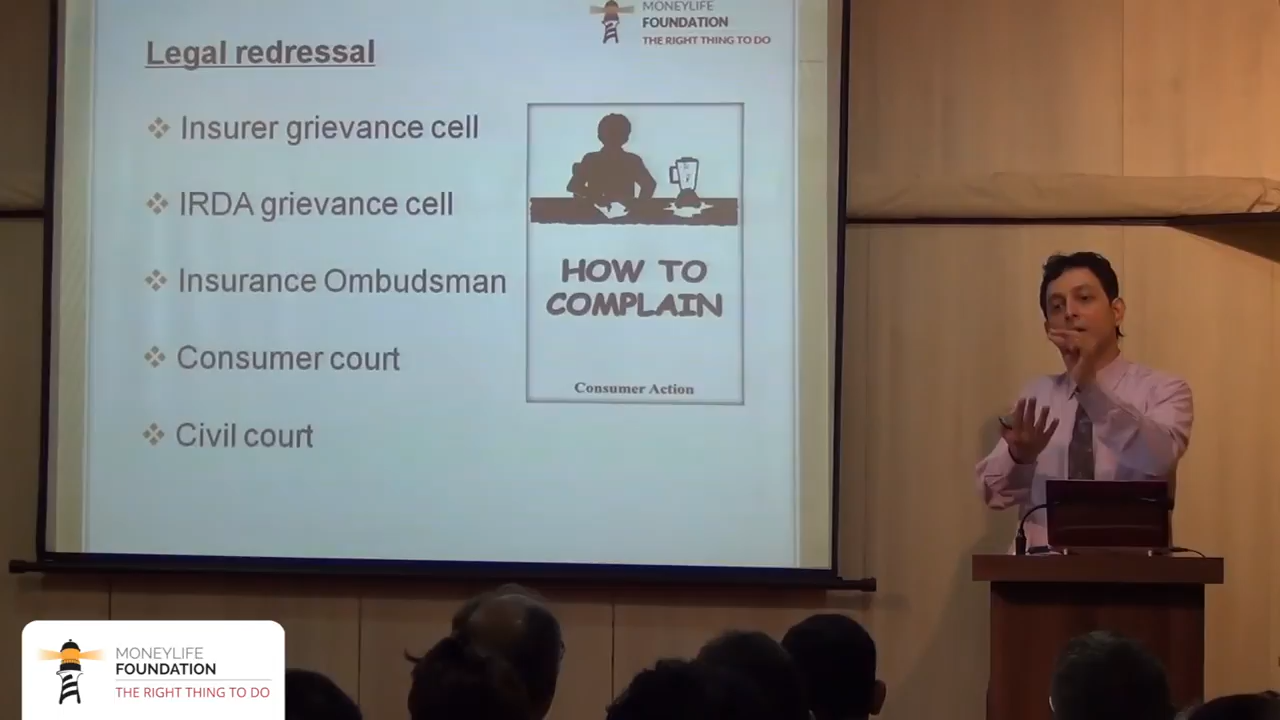 MONEYLIFE
FOUNDATION
THE RIGHT THING TO DO
Legal redressal
Insurer grievance cell
IRDA grievance cell
Insurance Ombudsman
Consumer court
Civil court
HOW TO
COMPLAIN
Consumer Action
MONEYLIFE
FOUNDATION
THE RIGHT THING TO DO